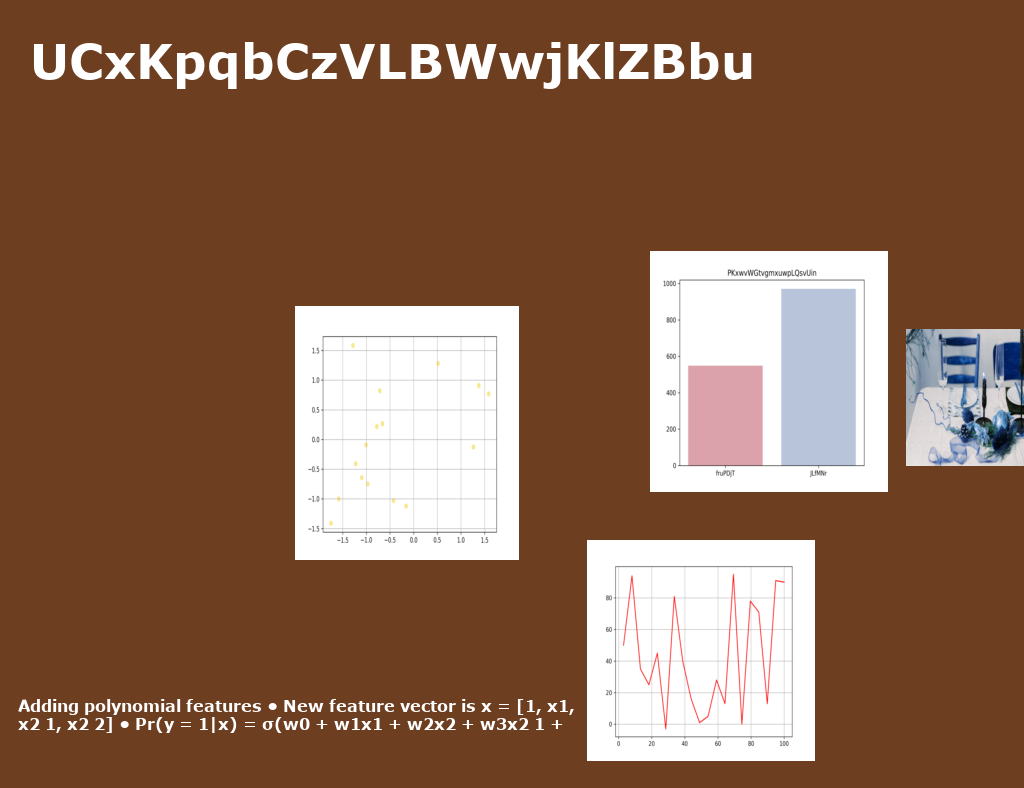 UCxKpqbCzVLBWwjKlZBbu
PKxwvWGtvgmxuwpLQsvUin
1000
800
600
400
200
0
fruPDjT JLfMNr
1.5
1.0
0.5
0.0
−0.5
−1.0
−1.5
−1.5 −1.0 −0.5 0.0 0.5 1.0 1.5
80
60
40
20
0
0 20 40 60 80 100
Adding polynomial features • New feature vector is x = [1, x1,
x2 1, x2 2] • Pr(y = 1|x) = σ(w0 + w1x1 + w2x2 + w3x2 1 +